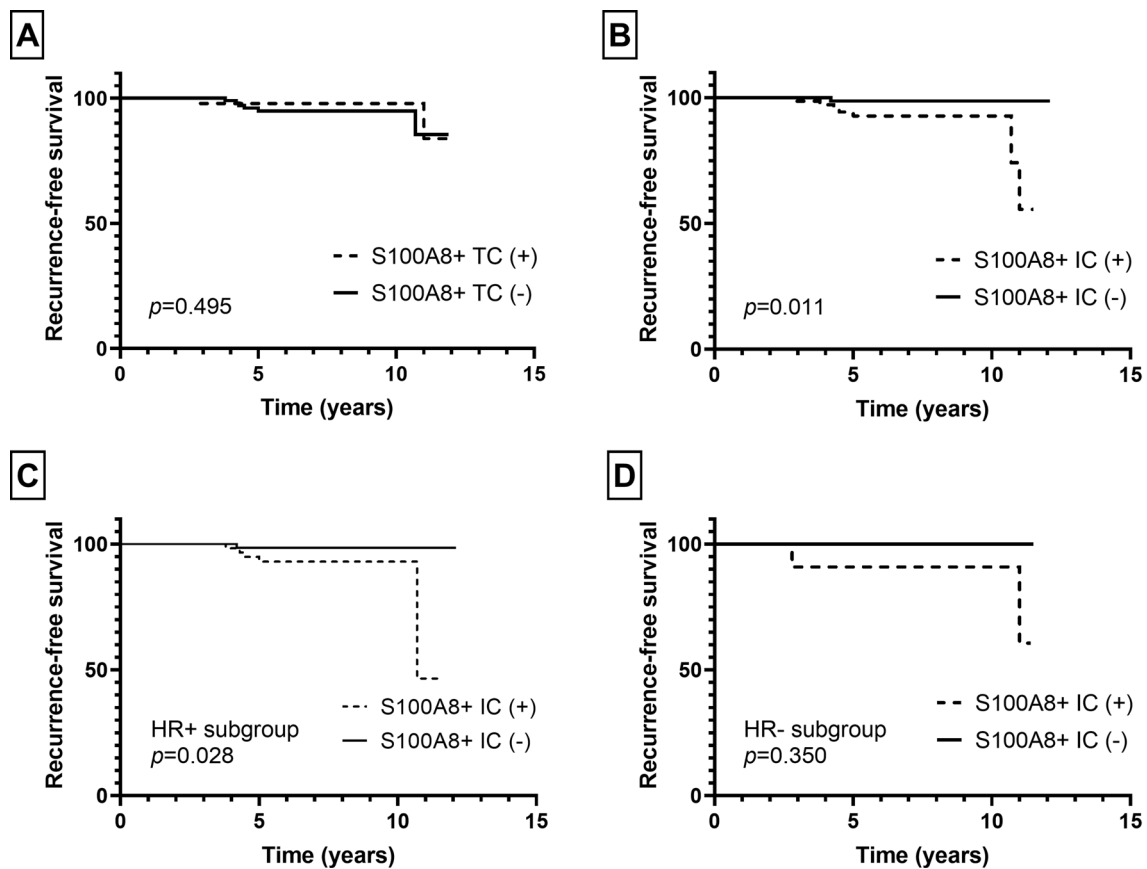 A
Recurrence-free survival
100
50
0
S100A8+ TC (+)
S100A8+ TC (-)
p=0.495
0 5 10 15
Time (years)
B
Recurrence-free survival
100
50
0
S100A8+ IC (+)
S100A8+ IC (-)
p=0.011
0 5 10 15
Time (years)
C
Recurrence-free survival
100
50
0
S100A8+ IC (+)
S100A8+ IC (-)
HR+ subgroup
p=0.028
0 5 10 15
Time (years)
D
Recurrence-free survival
100
50
0
S100A8+ IC (+)
S100A8+ IC (-)
HR- subgroup
p=0.350
0 5 10 15
Time (years)